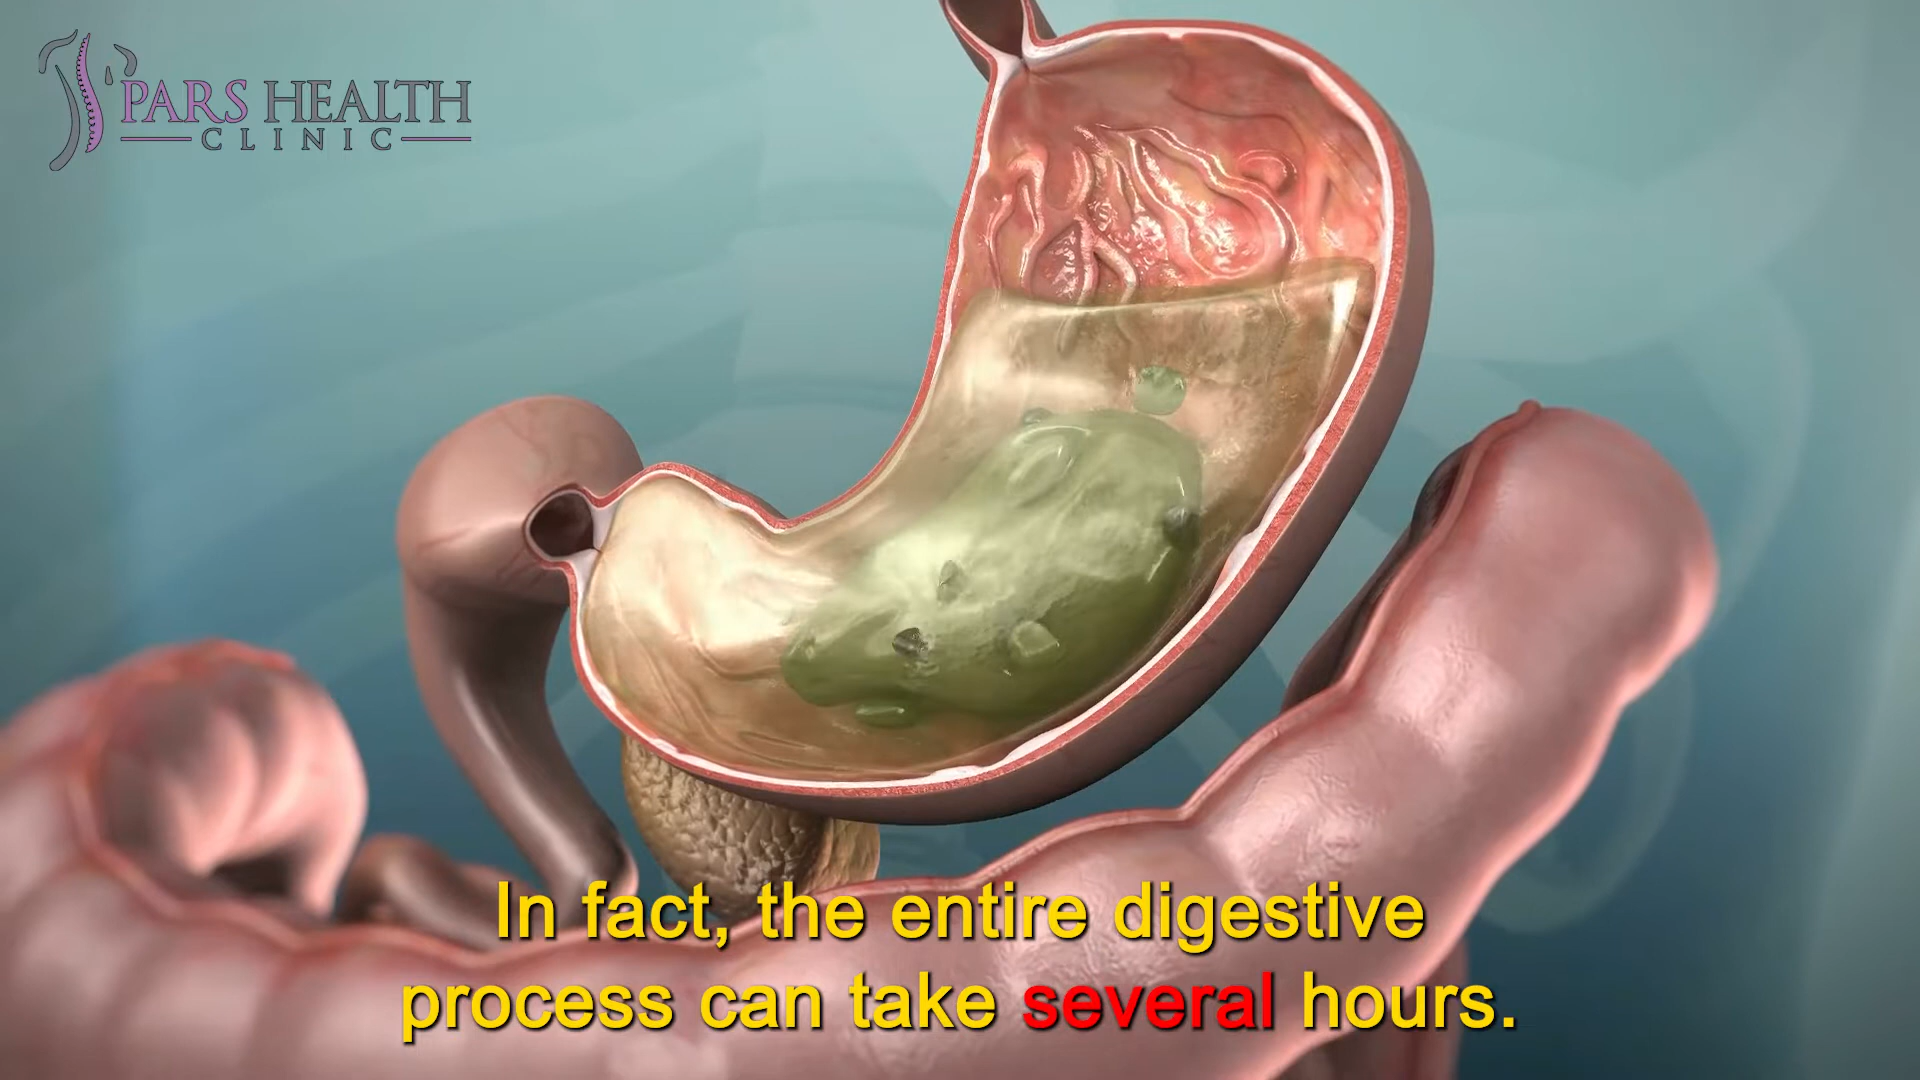 PARS HEALTH
CLINIC
In fact, the entire digestive
process can take several hours.